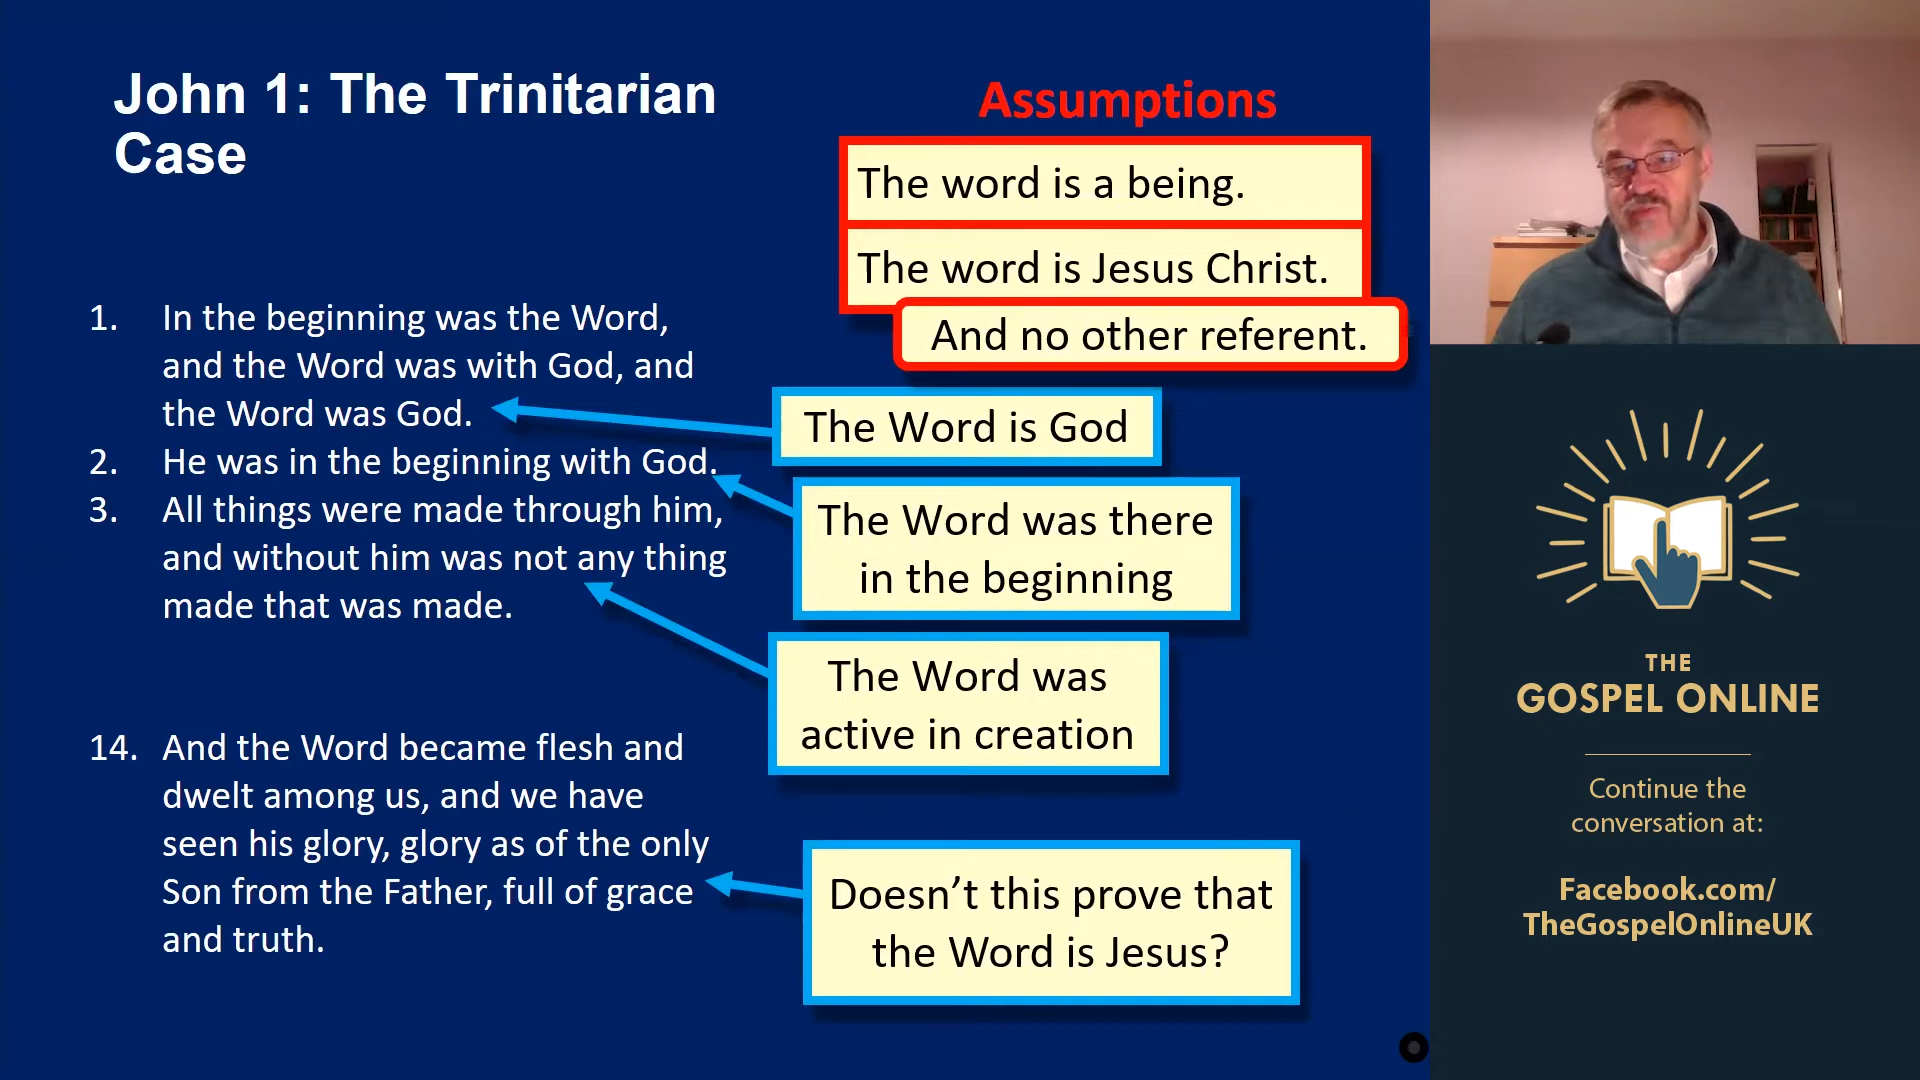 John 1: The Trinitarian
Case
1. In the beginning was the Word,
and the Word was with God, and
the Word was God.
2. He was in the beginning with God.
3. All things were made through him,
and without him was not any thing
made that was made.
14. And the Word became flesh and
dwelt among us, and we have
seen his glory, glory as of the only
Son from the Father, full of grace
and truth.
Assumptions
The word is a being.
The word is Jesus Christ.
And no other referent.
The Word is God
The Word was there
in the beginning
The Word was
active in creation
Doesn’t this prove that
the Word is Jesus?
THE
GOSPEL ONLINE
Continue the
conversation at:
Facebook.com/
TheGospelOnlineUK